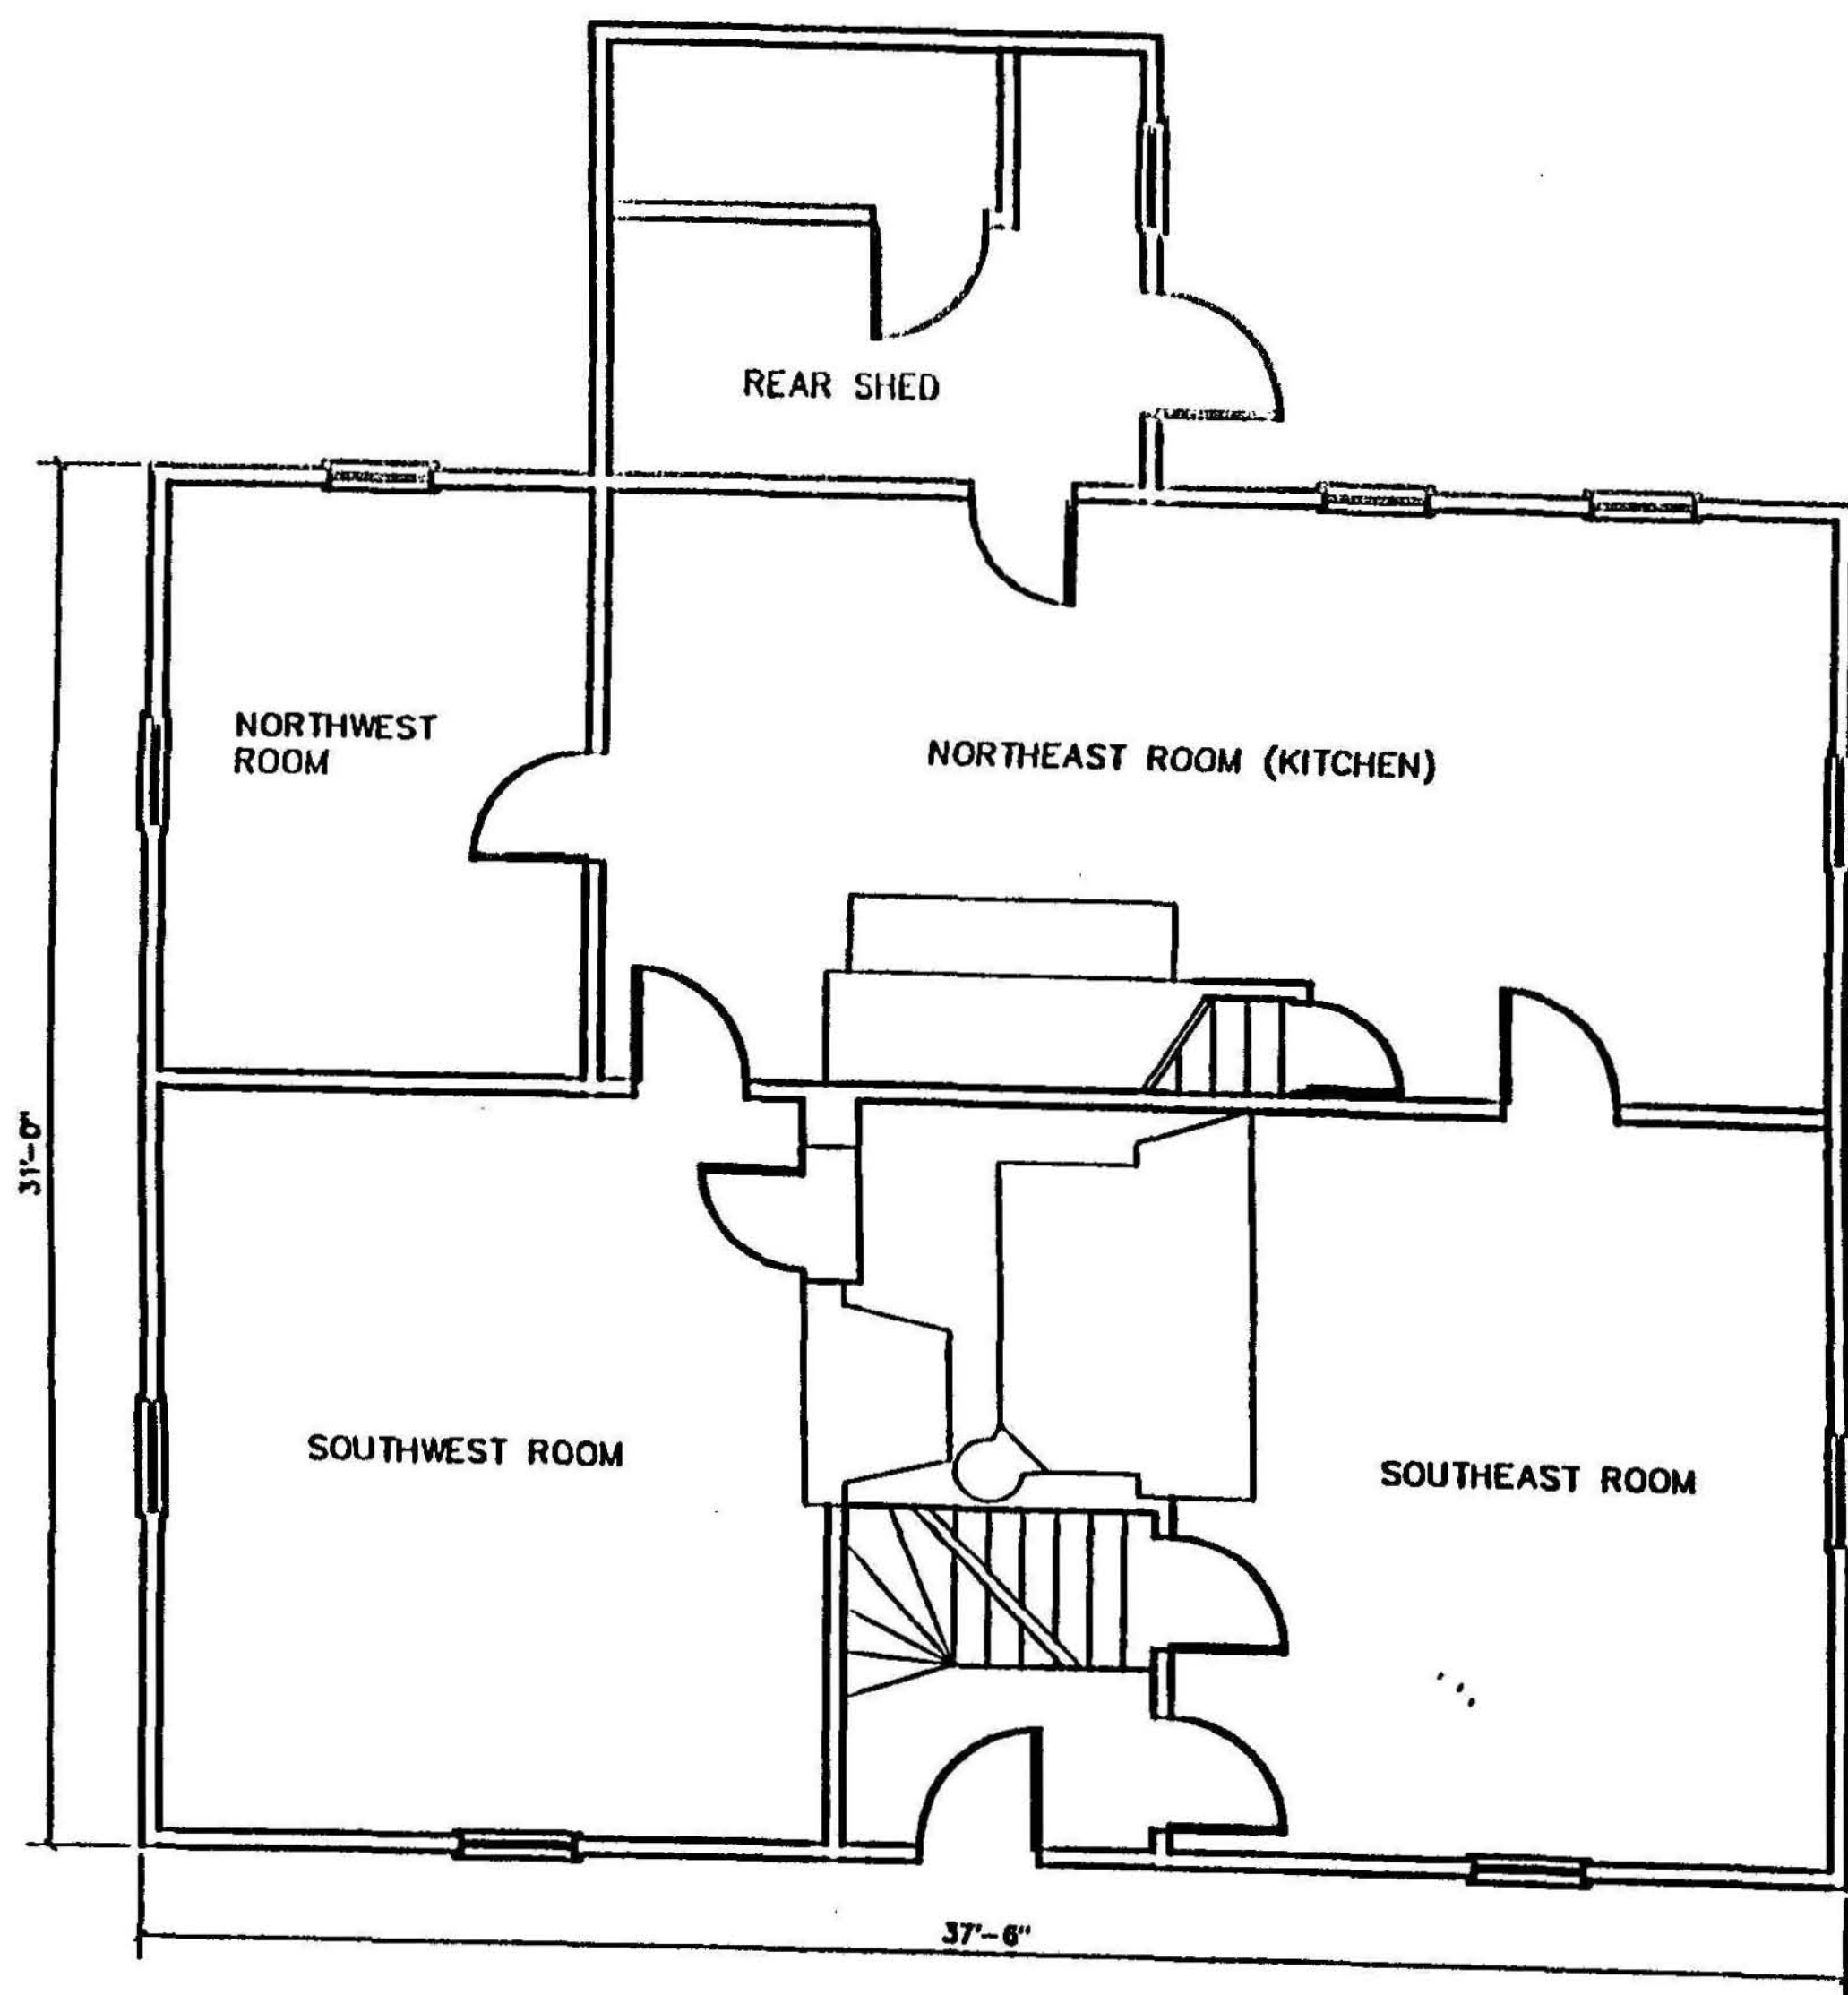 REAR SHED
NORTHWEST
ROOM
NORTHEAST ROOM (KITCHEN)
31'-0"
SOUTHWEST ROOM
SOUTHEAST ROOM
37'-6"